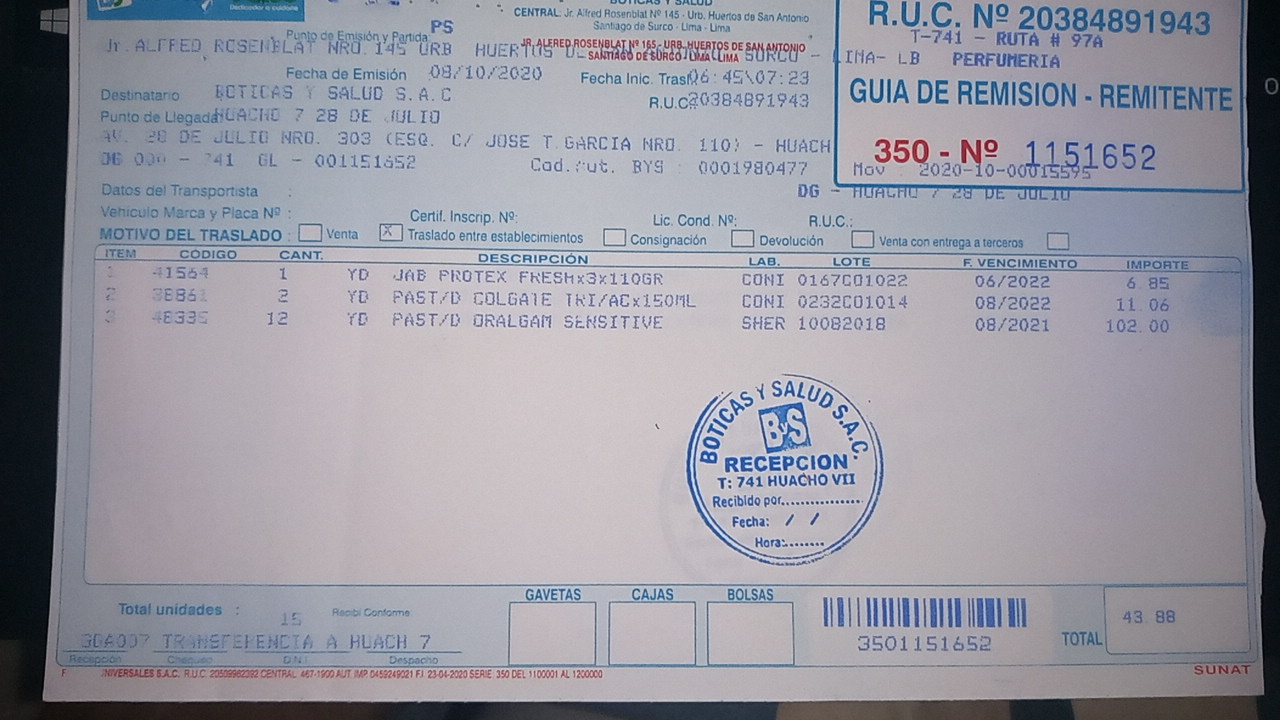 BOTICAS Y SALUD
CENTRAL: Jr. Alfred Rosenblat Nº 145 - Urb. Huertos de San Antonio
Santiago de Surco - Lima - Lima
R.U.C. Nº 20384891943
T-741 - RUTA # 97A
PERFUMERIA
GUIA DE REMISION - REMITENTE
350 - Nº 1151652
Mov : 2020-10-00015595
Punto de Emisión y Partida: PS
Jr. ALFRED ROSENBLAT NRO. 145 URB HUERTOS DE SAN ANTONIO SURCO - LIMA- LB
JR. ALFREDO ROSENBLAT Nº 165 - URB. HUERTOS DE SAN ANTONIO
SANTIAGO DE SURCO - LIMA - LIMA
Fecha de Emisión 08/10/2020 Fecha Inic. Trasl. 06:45\07:23
Destinatario BOTICAS Y SALUD S.A.C R.U.C. 20384891943
Punto de Llegada HUACHO 7 28 DE JULIO
AV. 28 DE JULIO NRO. 303 (ESQ. C/ JOSE T.GARCIA NRO. 110) - HUACH
DG 000 - 741 GL - 001151652 Cod.Aut. BYS : 0001980477
DG - HUACHO 7 28 DE JULIO
Datos del Transportista :
Vehículo Marca y Placa Nº : Certif. Inscrip. Nº: Lic. Cond. Nº: R.U.C.:
MOTIVO DEL TRASLADO : Venta X Traslado entre establecimientos Consignación Devolución Venta con entrega a terceros
ITEM CÓDIGO CANT. DESCRIPCIÓN LAB. LOTE F. VENCIMIENTO IMPORTE
1 41564 1 YD JAB PROTEX FRESHx3x110GR CONI 0167C01022 06/2022 6.85
2 38861 2 YD PAST/D COLGATE TRI/ACx150ML CONI 0232C01014 08/2022 11.06
3 48335 12 YD PAST/D ORALGAM SENSITIVE SHER 10082018 08/2021 102.00
BOTICAS Y SALUD S.A.C.
ByS
RECEPCION
T: 741 HUACHO VII
Recibido por................
Fecha: / /
Hora:........
Total unidades : 15 Recibí Conforme
GAVETAS CAJAS BOLSAS
3501151652
TOTAL 43.88
TRANSFERENCIA A HUACH 7
Recepción Chequeo D.N.I. Despacho
SUNAT